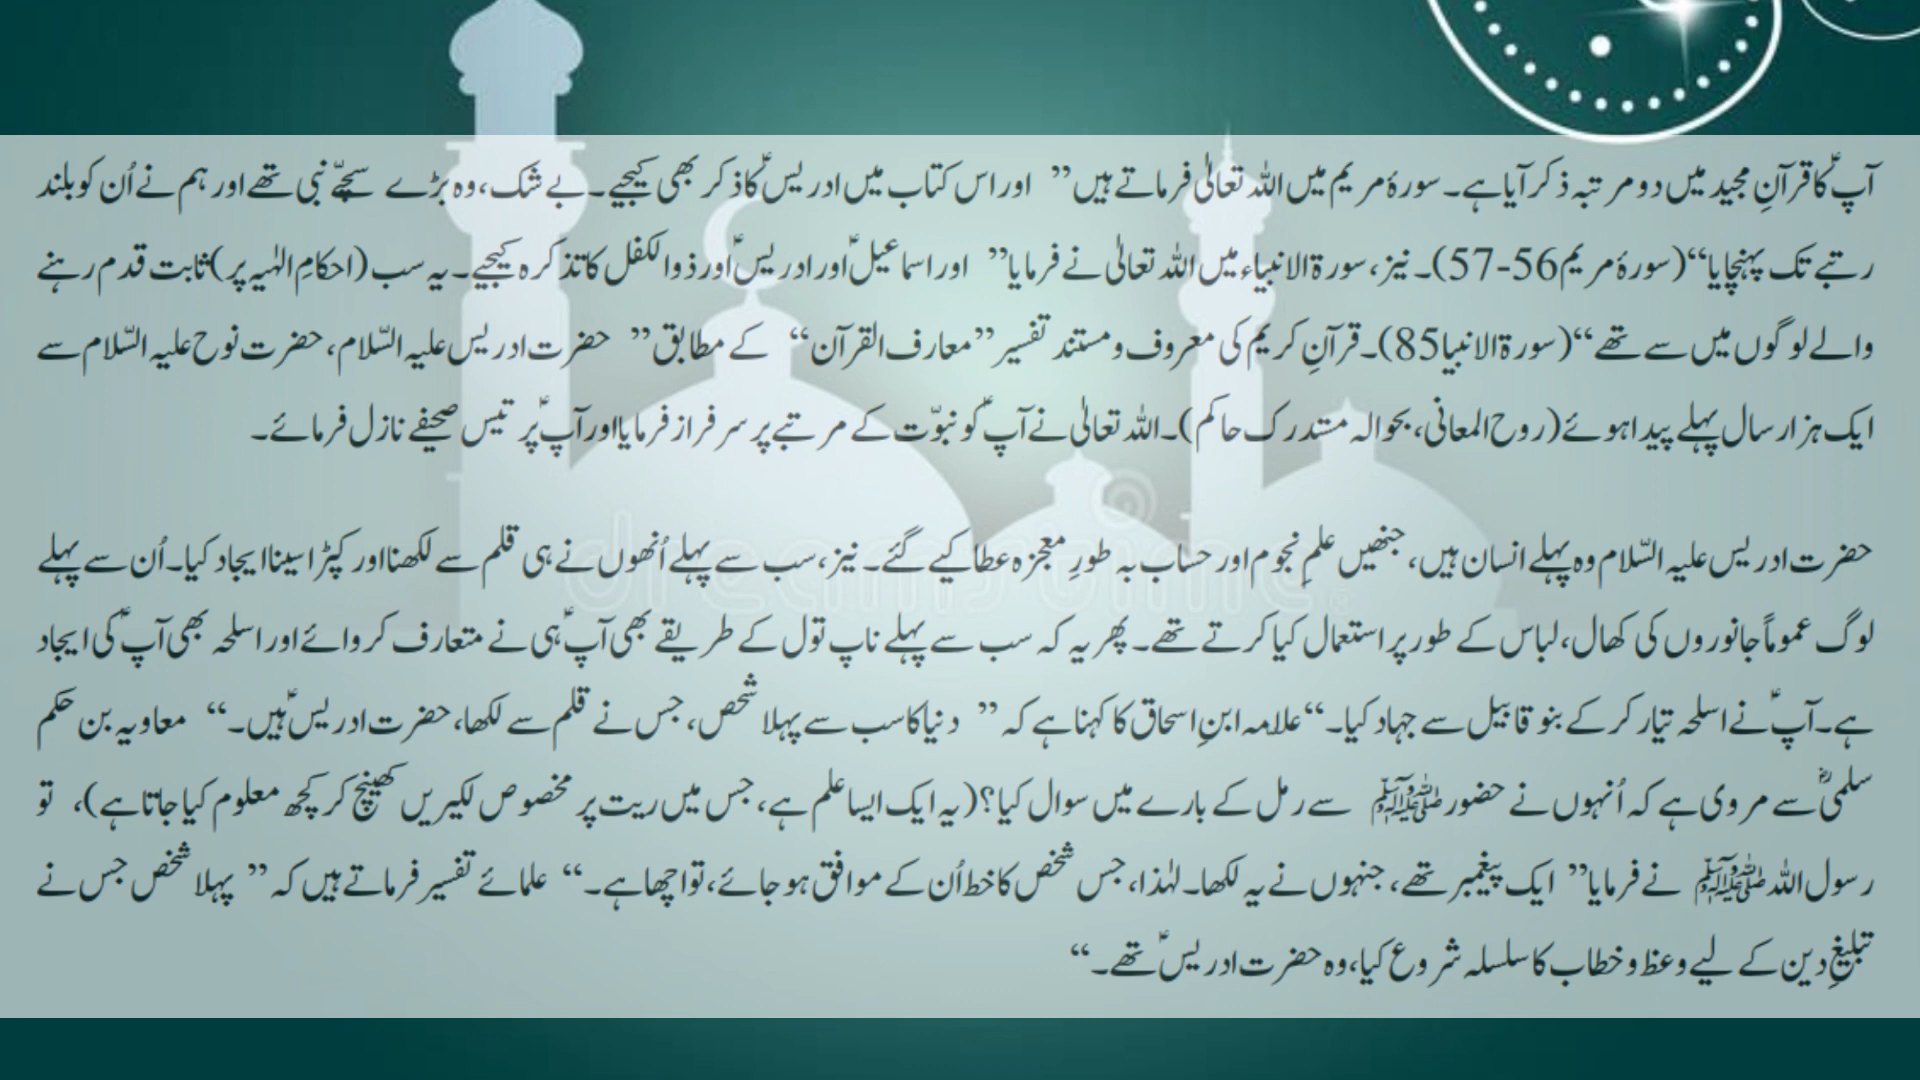 آپؑ کا قرآنِ مجید میں دو مرتبہ ذکر آیا ہے۔ سورۂ مریم میں اللہ تعالیٰ فرماتے ہیں” اور اس کتاب میں ادریسؑ کا ذکر بھی کیجیے۔ بے شک، وہ بڑے سچّے نبی تھے اور ہم نے اُن کو بلند
رتبے تک پہنچایا“(سورۂ مریم56-57)۔ نیز، سورۃ الانبیاء میں اللہ تعالیٰ نے فرمایا” اور اسماعیلؑ اور ادریسؑ اور ذوالکفل کا تذکرہ کیجیے۔ یہ سب (احکامِ الٰہیہ پر) ثابت قدم رہنے
والے لوگوں میں سے تھے“(سورۃ الانبیا85)۔ قرآنِ کریم کی معروف و مستند تفسیر ”معارف القرآن“ کے مطابق” حضرت ادریس علیہ السّلام، حضرت نوح علیہ السّلام سے
ایک ہزار سال پہلے پیدا ہوئے (روح المعانی، بحوالہ مستدرک حاکم)۔ اللہ تعالیٰ نے آپؑ کو نبوّت کے مرتبے پر سرفراز فرمایا اور آپؑ پر تیس صحیفے نازل فرمائے۔
حضرت ادریس علیہ السّلام وہ پہلے انسان ہیں، جنھیں علمِ نجوم اور حساب بہ طورِ معجزہ عطا کیے گئے۔ نیز، سب سے پہلے اُنھوں نے ہی قلم سے لکھنا اور کپڑا سینا ایجاد کیا۔ اُن سے پہلے
لوگ عموماً جانوروں کی کھال، لباس کے طور پر استعمال کیا کرتے تھے۔ پھر یہ کہ سب سے پہلے ناپ تول کے طریقے بھی آپؑ ہی نے متعارف کروائے اور اسلحہ بھی آپؑ کی ایجاد
ہے۔ آپؑ نے اسلحہ تیار کر کے بنو قابیل سے جہاد کیا۔“علامہ ابنِ اسحاق کا کہنا ہے کہ” دنیا کا سب سے پہلا شخص، جس نے قلم سے لکھا، حضرت ادریسؑ ہیں۔“ معاویہ بن حکم
سلمیؓ سے مروی ہے کہ اُنہوں نے حضور ﷺ سے رمل کے بارے میں سوال کیا؟(یہ ایک ایسا علم ہے، جس میں ریت پر مخصوص لکیریں کھینچ کر کچھ معلوم کیا جاتا ہے)، تو
رسول اللہ ﷺ نے فرمایا” ایک پیغمبر تھے، جنہوں نے یہ لکھا۔ لہٰذا، جس شخص کا خط اُن کے موافق ہو جائے، تو اچھا ہے۔“ علمائے تفسیر فرماتے ہیں کہ” پہلا شخص جس نے
تبلیغِ دین کے لیے وعظ و خطاب کا سلسلہ شروع کیا، وہ حضرت ادریسؑ تھے۔“
dreamstime